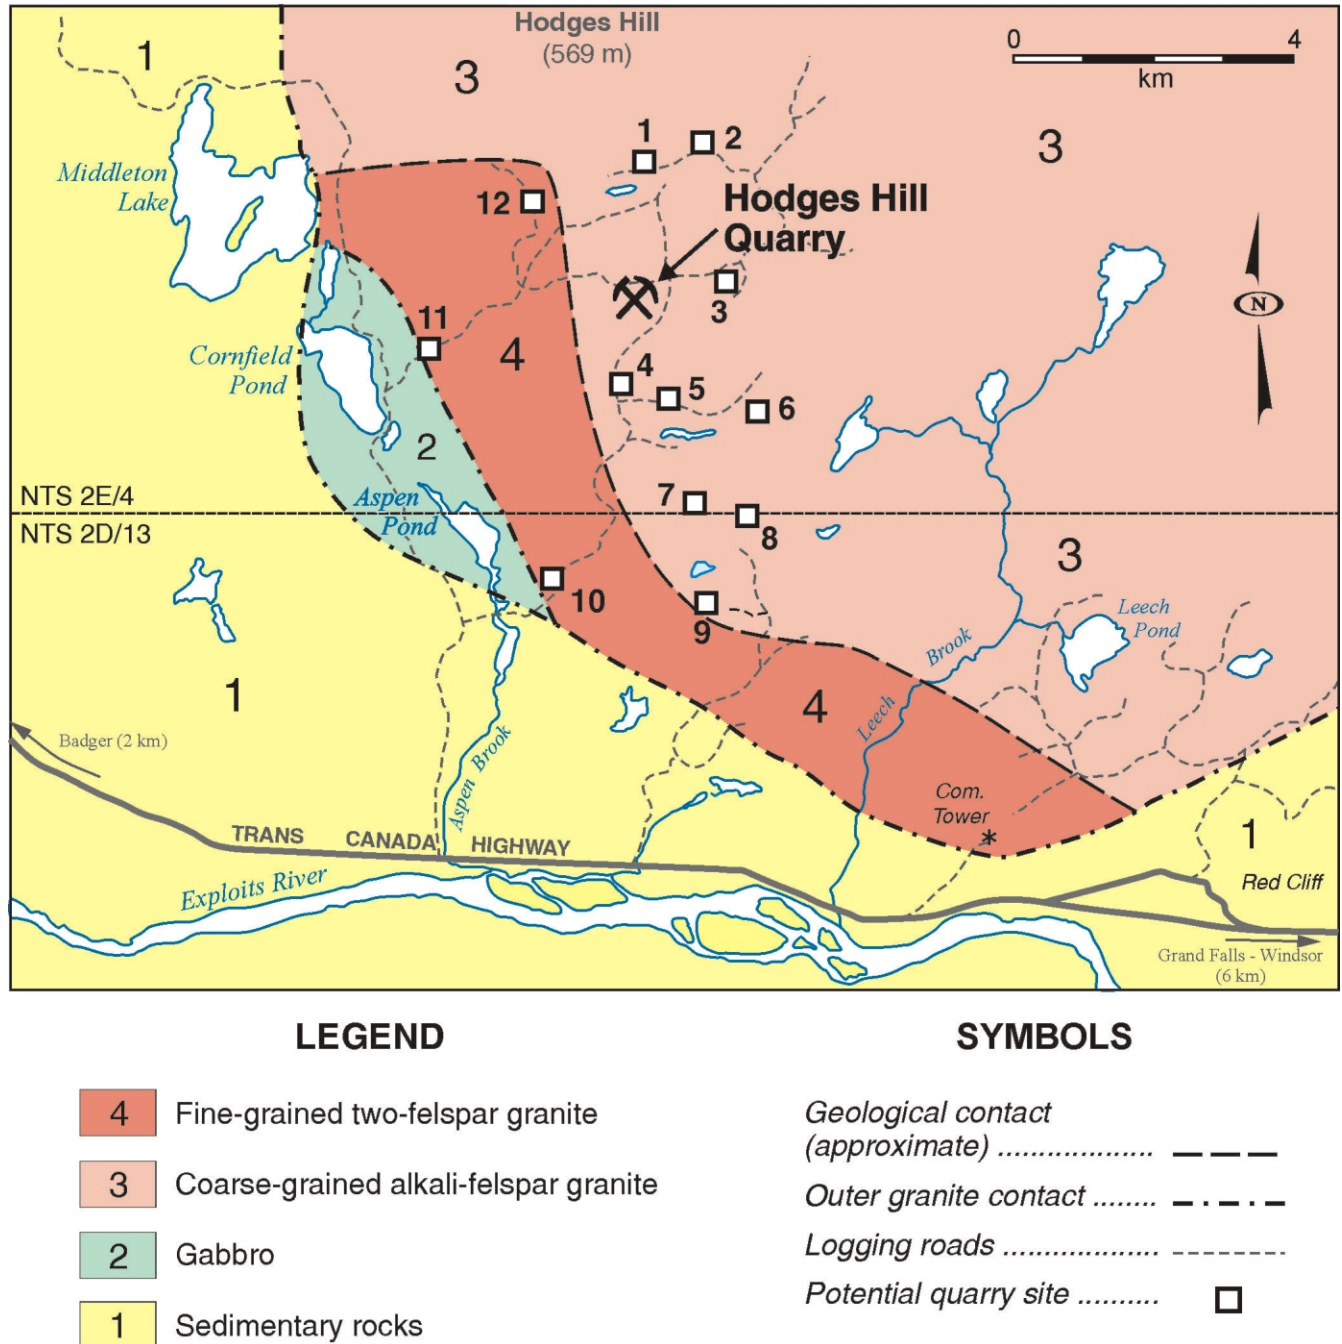 Hodges Hill
(569 m)
0 4
km
1
3
3
1
2
Middleton
Lake
12
Hodges Hill
Quarry
3
N
11
4
Cornfield
Pond
4
5
6
2
NTS 2E/4
NTS 2D/13
Aspen
Pond
7
8
3
10
9
Leech
Pond
Brook
1
4
Leech
Badger (2 km)
Aspen Brook
Com.
Tower
*
TRANS CANADA HIGHWAY
1
Exploits River
Red Cliff
Grand Falls - Windsor
(6 km)
LEGEND
4 Fine-grained two-felspar granite
3 Coarse-grained alkali-felspar granite
2 Gabbro
1 Sedimentary rocks
SYMBOLS
Geological contact
(approximate) ..................
Outer granite contact ........
Logging roads ..................
Potential quarry site ..........